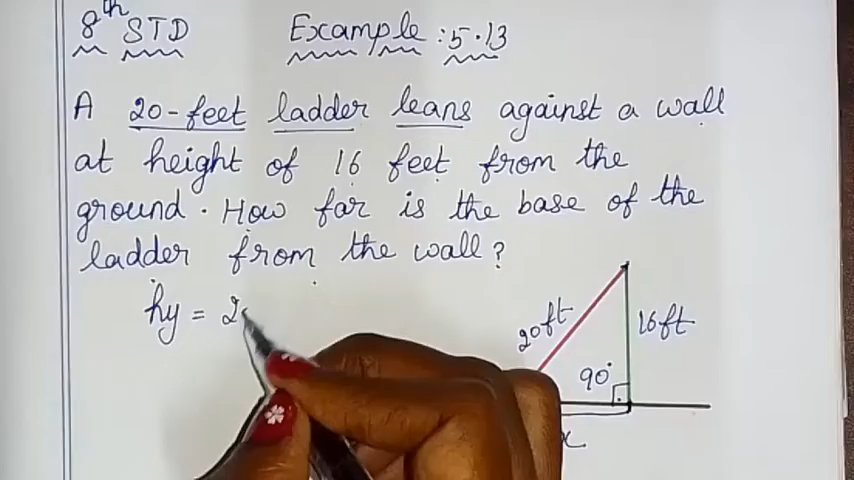 8th STD Example : 5.13
A 20-feet ladder leans against a wall
at height of 16 feet from the
ground. How far is the base of the
ladder from the wall?
hy = 2
20ft
16ft
90°
x